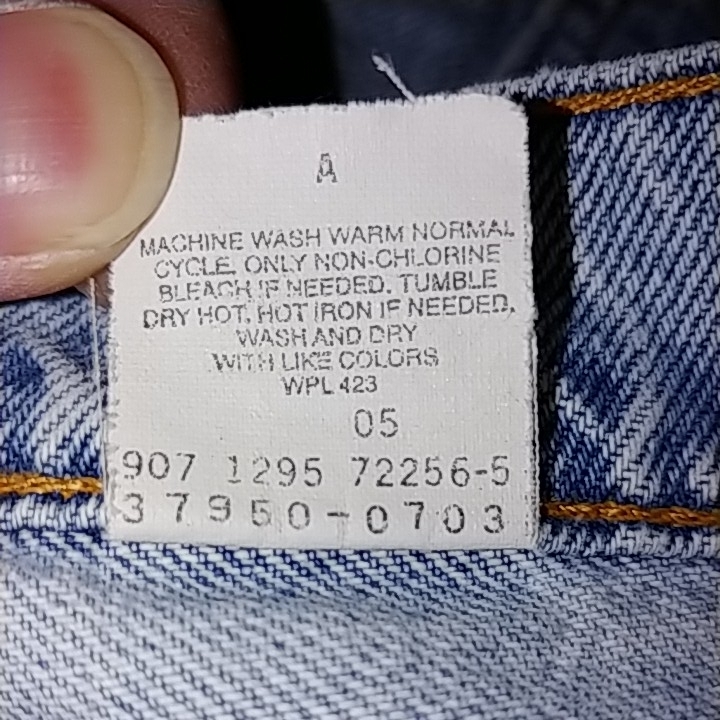 A
MACHINE WASH WARM NORMAL
CYCLE. ONLY NON-CHLORINE
BLEACH IF NEEDED. TUMBLE
DRY HOT. HOT IRON IF NEEDED.
WASH AND DRY
WITH LIKE COLORS
WPL 423
05
907 1295 72256-5
37950-0703